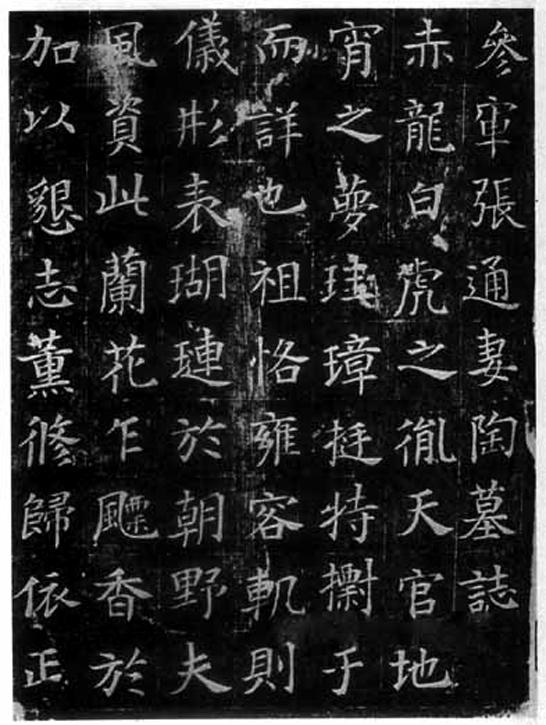 參軍張通妻陶墓誌
赤龍白虎之胤天官地
宵之夢珪璋挺特于
而詳也祖恪雍容軌則
儀形表瑚璉於朝野夫
風資此蘭花乍飃香於
加以懇志薰修歸依正